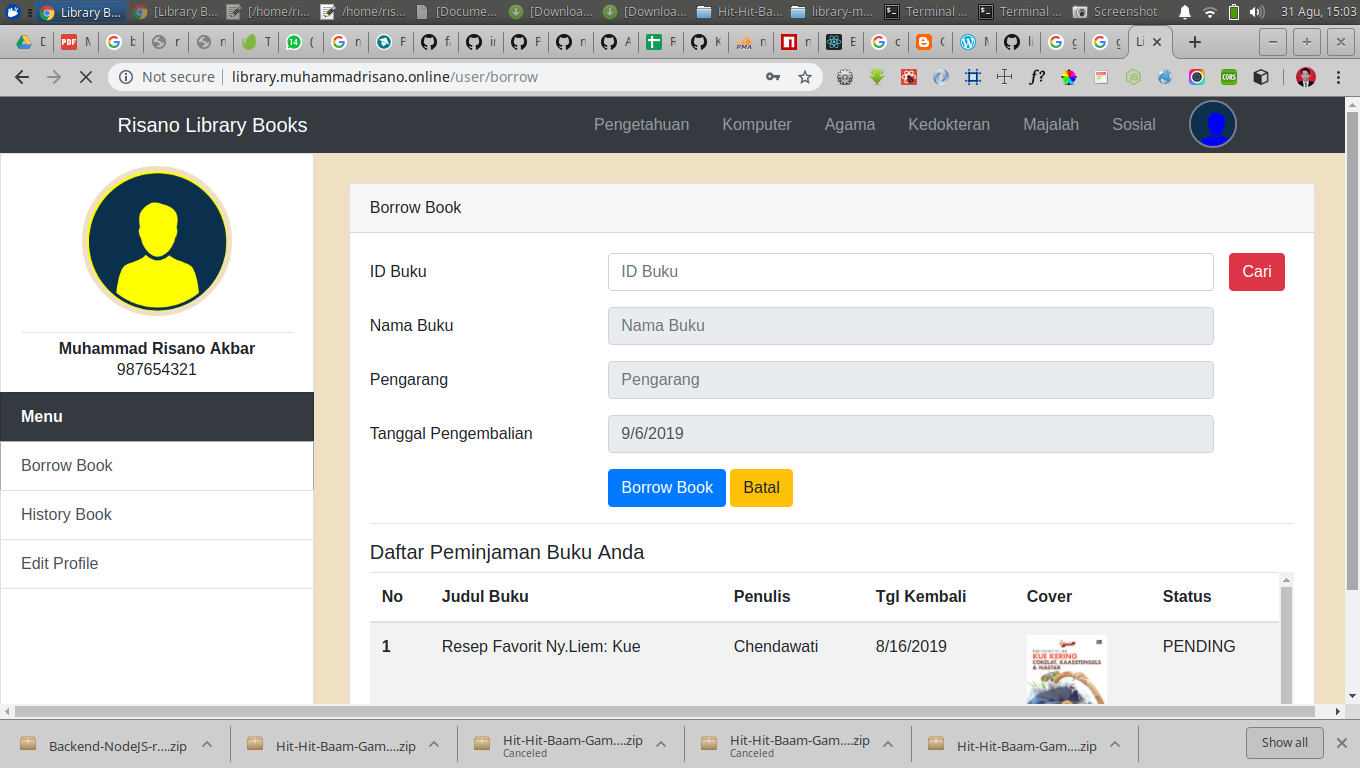 Library B... [Library B... [/home/ri... /home/ris... [Docume... [Downloa... [Downloa... Hit-Hit-Ba... library-m... Terminal ... Terminal ... Screenshot 31 Agu, 15:03
Not secure library.muhammadrisano.online/user/borrow
Risano Library Books Pengetahuan Komputer Agama Kedokteran Majalah Sosial
Muhammad Risano Akbar
987654321
Menu
Borrow Book
History Book
Edit Profile
Borrow Book
ID Buku ID Buku Cari
Nama Buku Nama Buku
Pengarang Pengarang
Tanggal Pengembalian 9/6/2019
Borrow Book Batal
Daftar Peminjaman Buku Anda
No Judul Buku Penulis Tgl Kembali Cover Status
1 Resep Favorit Ny.Liem: Kue Chendawati 8/16/2019 PENDING
KUE KERING
COKELAT, KAASSTENGELS
& NASTAR
Backend-NodeJS-r....zip Hit-Hit-Baam-Gam....zip Hit-Hit-Baam-Gam....zip Hit-Hit-Baam-Gam....zip Hit-Hit-Baam-Gam....zip Show all
Canceled Canceled